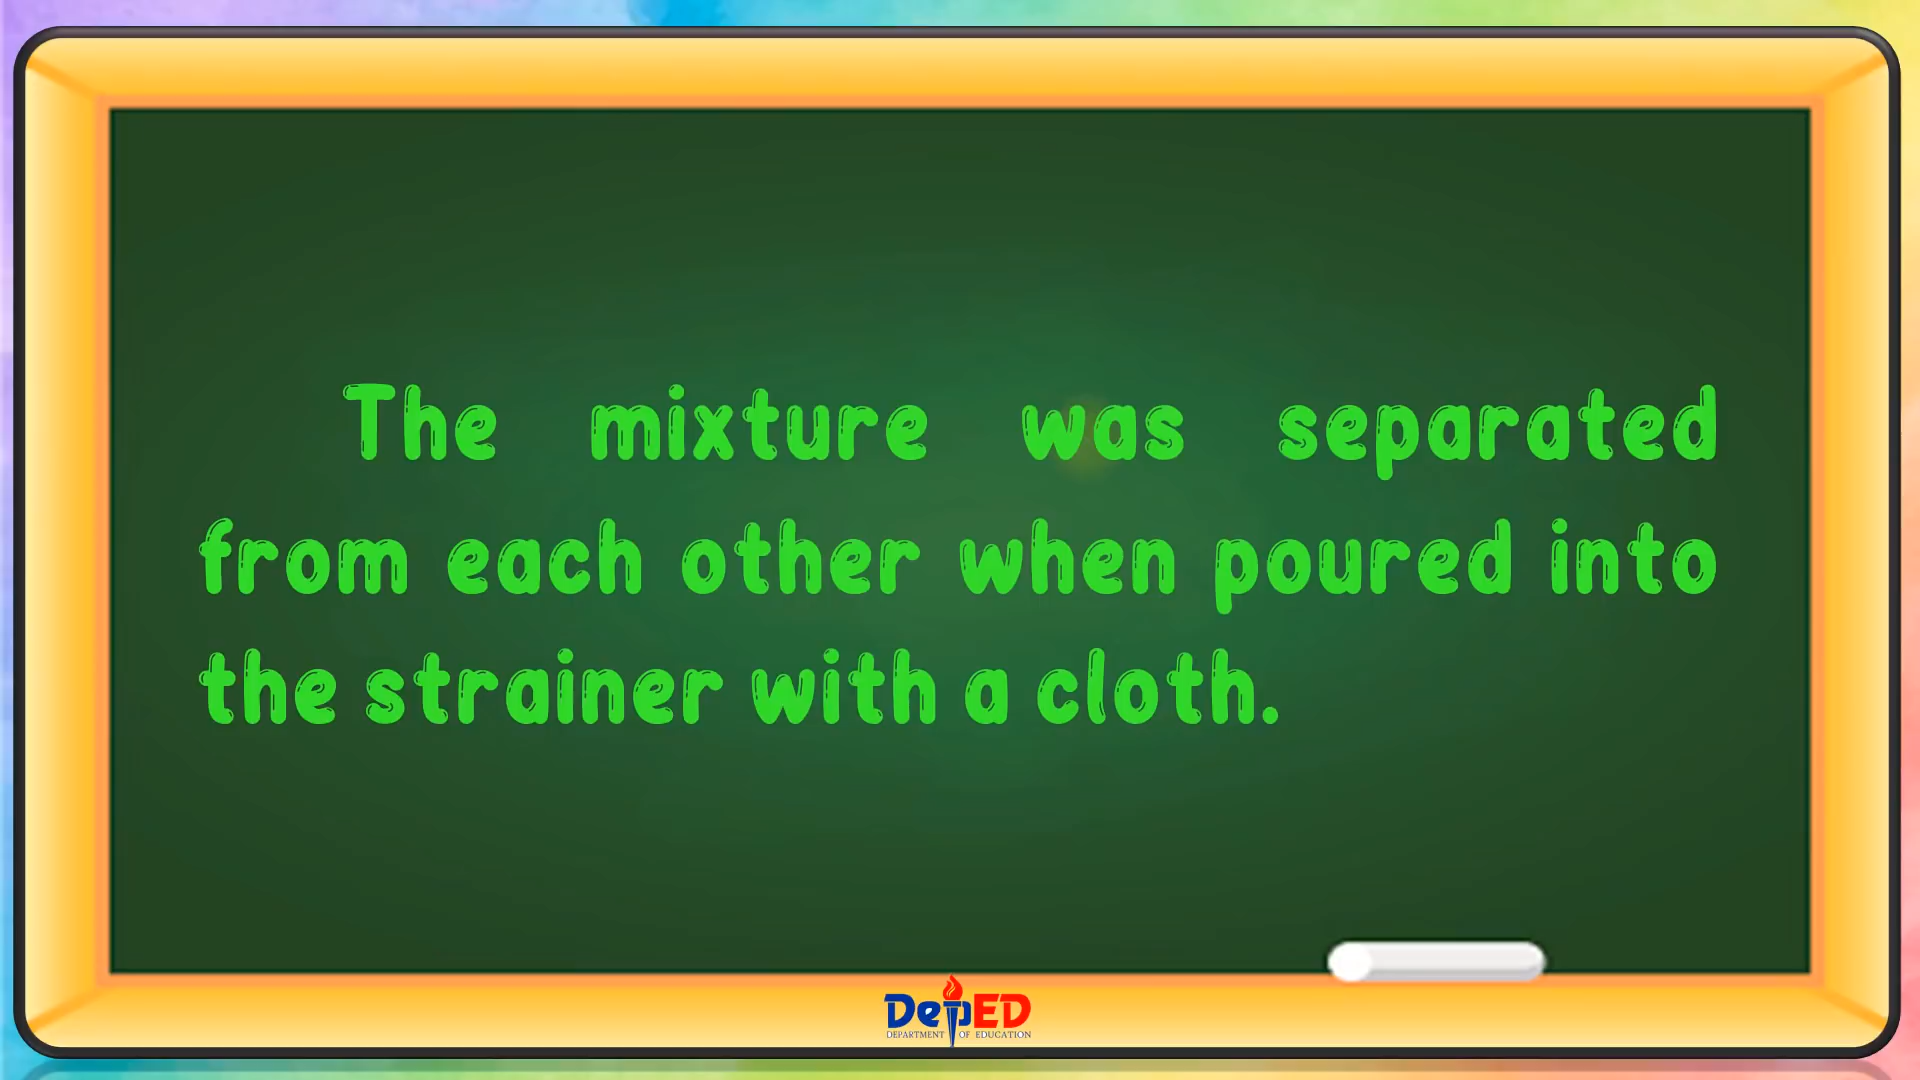 The mixture was separated
from each other when poured into
the strainer with a cloth.
DepED
DEPARTMENT OF EDUCATION